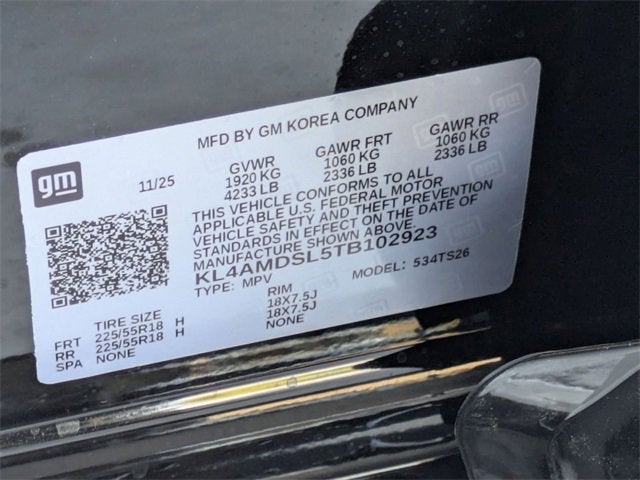 MFD BY GM KOREA COMPANY
gm
11/25
GVWR GAWR FRT GAWR RR
1920 KG 1060 KG 1060 KG
4233 LB 2336 LB 2336 LB
THIS VEHICLE CONFORMS TO ALL
APPLICABLE U.S. FEDERAL MOTOR
VEHICLE SAFETY AND THEFT PREVENTION
STANDARDS IN EFFECT ON THE DATE OF
MANUFACTURE SHOWN ABOVE.
KL4AMDSL5TB102923
TYPE: MPV MODEL: 534TS26
TIRE SIZE RIM
FRT 225/55R18 H 18X7.5J
RR 225/55R18 H 18X7.5J
SPA NONE NONE